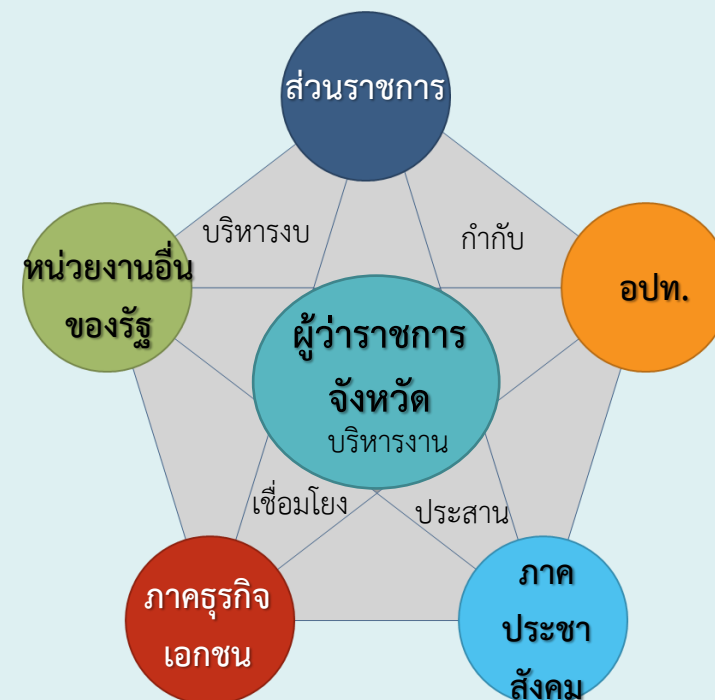 ส่วนราชการ
บริหารงบ
กำกับ
หน่วยงานอื่น
ของรัฐ
อปท.
ผู้ว่าราชการ
จังหวัด
บริหารงาน
เชื่อมโยง
ประสาน
ภาคธุรกิจ
เอกชน
ภาค
ประชา
สังคม